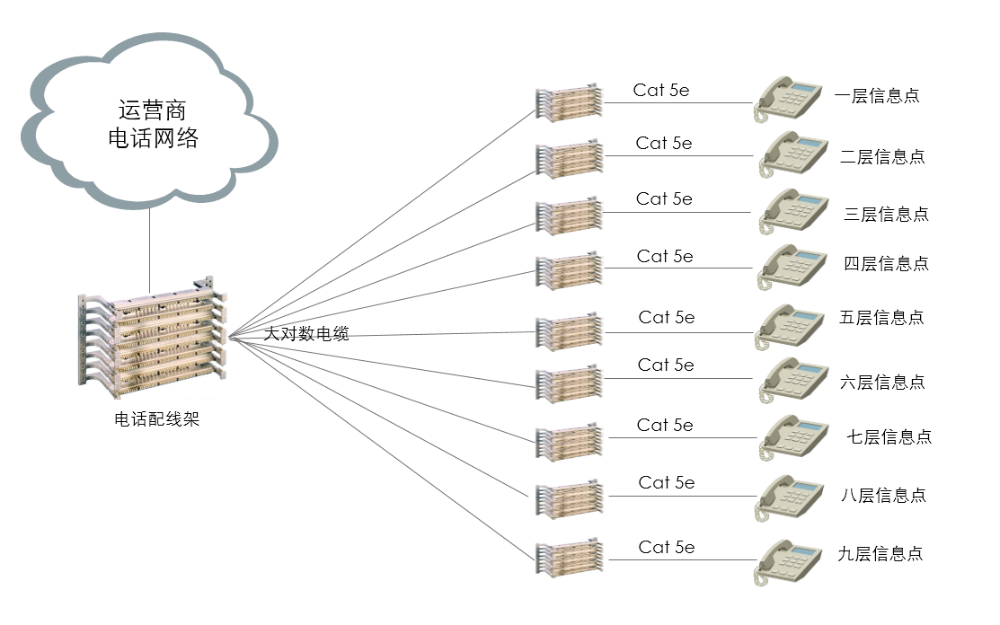 运营商
电话网络
电话配线架
大对数电缆
Cat 5e
一层信息点
Cat 5e
二层信息点
Cat 5e
三层信息点
Cat 5e
四层信息点
Cat 5e
五层信息点
Cat 5e
六层信息点
Cat 5e
七层信息点
Cat 5e
八层信息点
Cat 5e
九层信息点